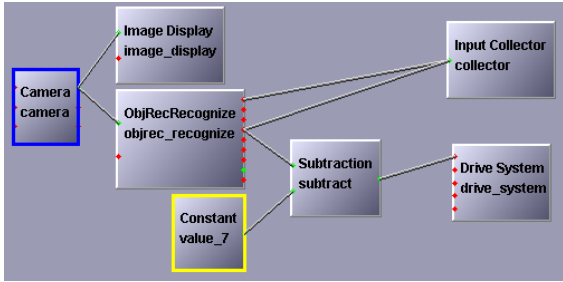 Image Display
image_display
Input Collector
collector
Camera
camera
ObjRecRecognize
objrec_recognize
Subtraction
subtract
Drive System
drive_system
Constant
value_7